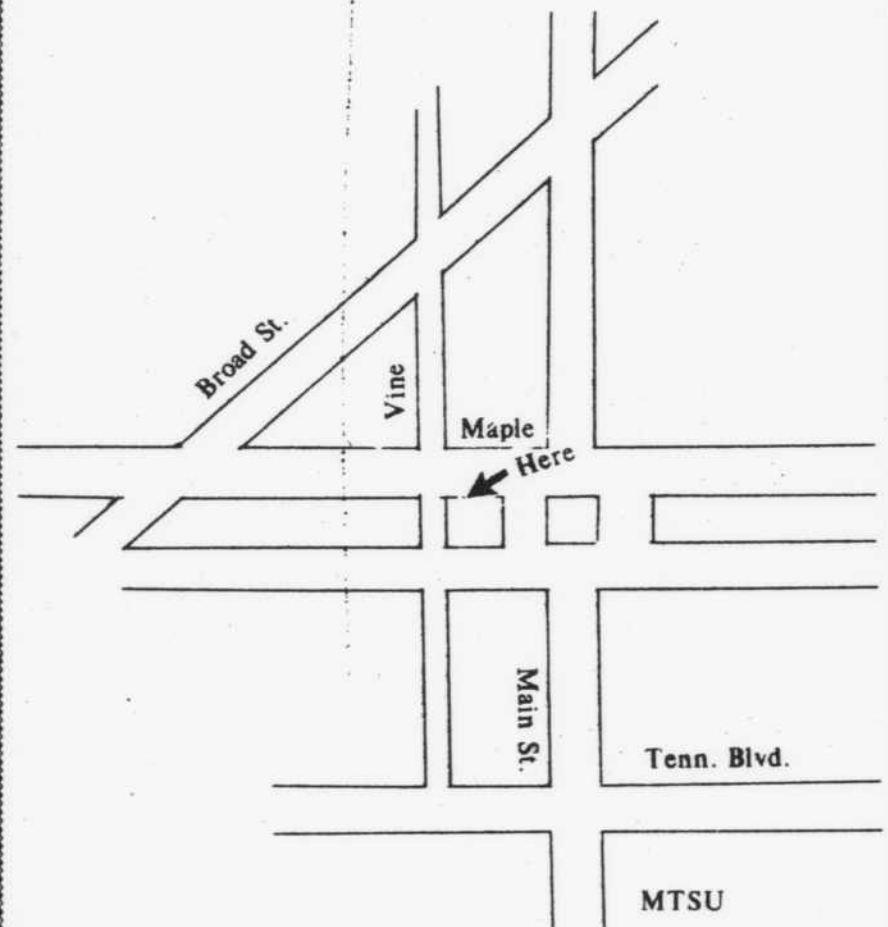 Broad St.
Vine
Maple
Here
Main St.
Tenn. Blvd.
MTSU